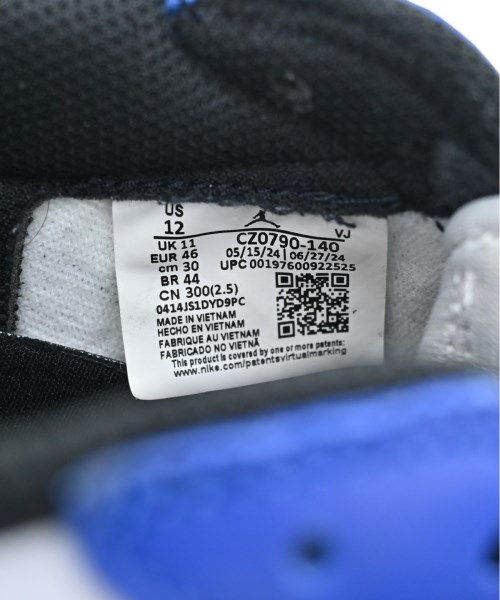 US
12
VJ
UK 11
CZ0790-140
EUR 46
05/15/24 | 06/27/24
cm 30
UPC 00197600922525
BR 44
CN 300(2.5)
0414JS1DYD9PC
MADE IN VIETNAM
HECHO EN VIETNAM
FABRIQUE AU VIETNAM
FABRICADO NO VIETNÃ
This product is covered by one or more patents:
www.nike.com/patentsvirtualmarking